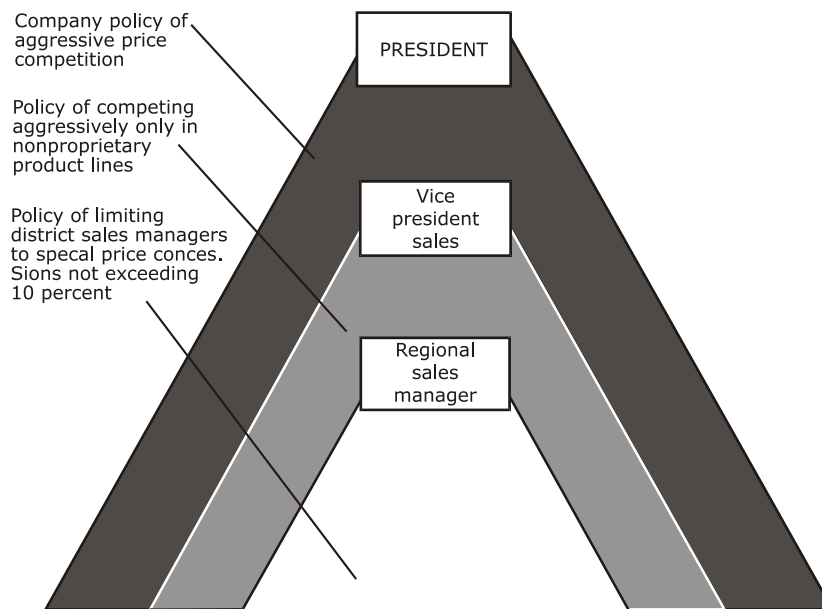 Company policy of
aggressive price
competition
PRESIDENT
Policy of competing
aggressively only in
nonproprietary
product lines
Vice
president
sales
Policy of limiting
district sales managers
to specal price conces.
Sions not exceeding
10 percent
Regional
sales
manager